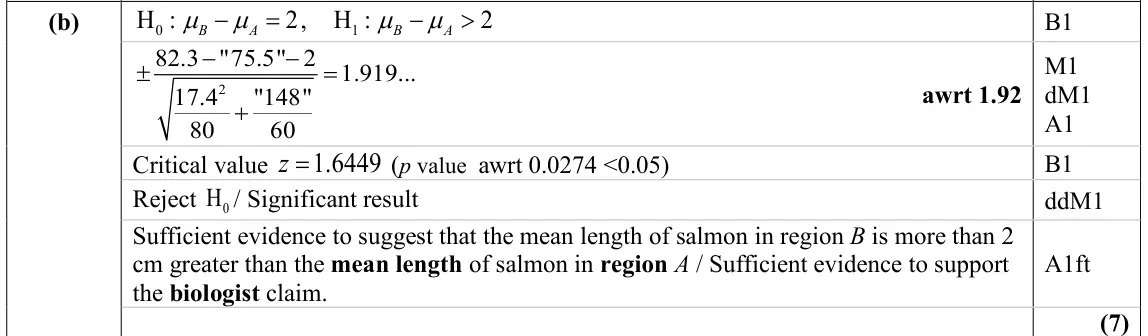 (b) H₀ : μ_B − μ_A = 2, H₁ : μ_B − μ_A > 2 B1
± (82.3 − "75.5" − 2) / √(17.4²/80 + "148"/60) = 1.919... awrt 1.92 M1
dM1
A1
Critical value z = 1.6449 (p value awrt 0.0274 <0.05) B1
Reject H₀ / Significant result ddM1
Sufficient evidence to suggest that the mean length of salmon in region B is more than 2
cm greater than the mean length of salmon in region A / Sufficient evidence to support A1ft
the biologist claim.
(7)